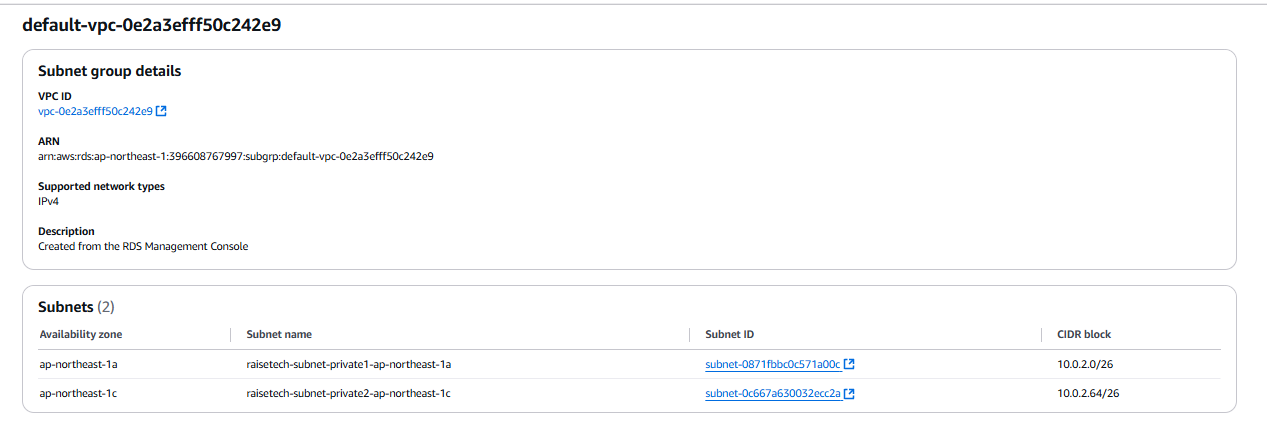 default-vpc-0e2a3efff50c242e9
Subnet group details
VPC ID
vpc-0e2a3efff50c242e9
ARN
arn:aws:rds:ap-northeast-1:396608767997:subgrp:default-vpc-0e2a3efff50c242e9
Supported network types
IPv4
Description
Created from the RDS Management Console
Subnets (2)
Availability zone Subnet name Subnet ID CIDR block
ap-northeast-1a raisetech-subnet-private1-ap-northeast-1a subnet-0871fbbc0c571a00c 10.0.2.0/26
ap-northeast-1c raisetech-subnet-private2-ap-northeast-1c subnet-0c667a630032ecc2a 10.0.2.64/26